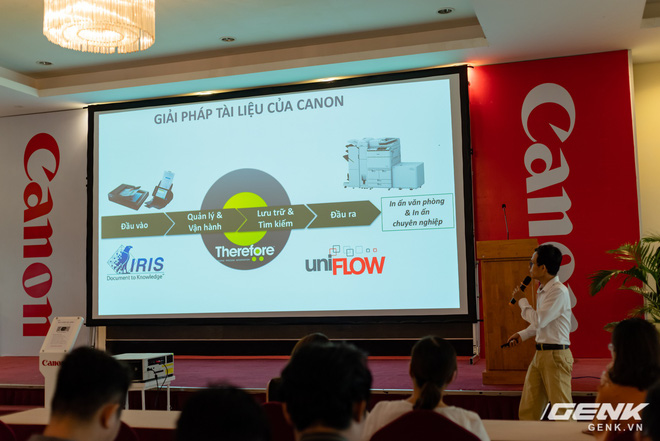 Canon
GIẢI PHÁP TÀI LIỆU CỦA CANON
Đầu vào
Quản lý &
Vận hành
Lưu trữ &
Tìm kiếm
Đầu ra
In ấn văn phòng
& In ấn
chuyên nghiệp
IRIS
Document to Knowledge
Therefore
uniFLOW
Canon
Canon
GENK
GENK.VN